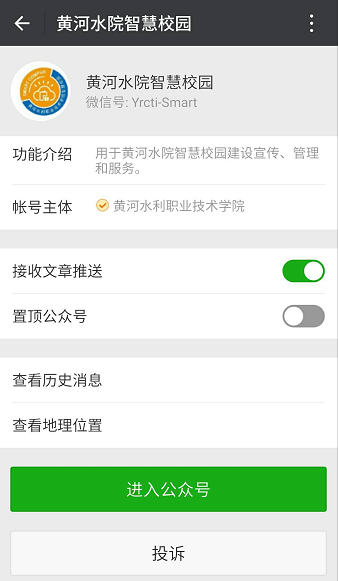 黄河水院智慧校园
黄河水院智慧校园
微信号: Yrcti-Smart
功能介绍
用于黄河水院智慧校园建设宣传、管理
和服务。
帐号主体
黄河水利职业技术学院
接收文章推送
置顶公众号
查看历史消息
查看地理位置
进入公众号
投诉